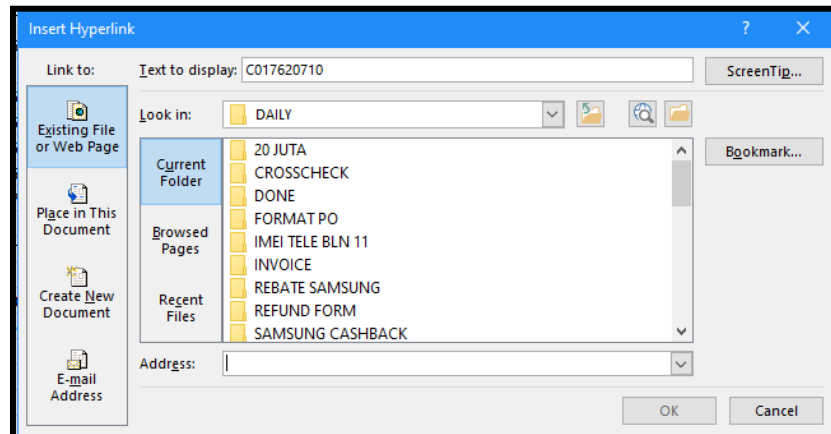 Insert Hyperlink
?
Link to:
Text to display: C017620710
ScreenTip...
Existing File
or Web Page
Look in: DAILY
Bookmark...
Current
Folder
20 JUTA
CROSSCHECK
DONE
FORMAT PO
IMEI TELE BLN 11
INVOICE
REBATE SAMSUNG
REFUND FORM
SAMSUNG CASHBACK
Place in This
Document
Browsed
Pages
Create New
Document
Recent
Files
E-mail
Address
Address:
OK
Cancel